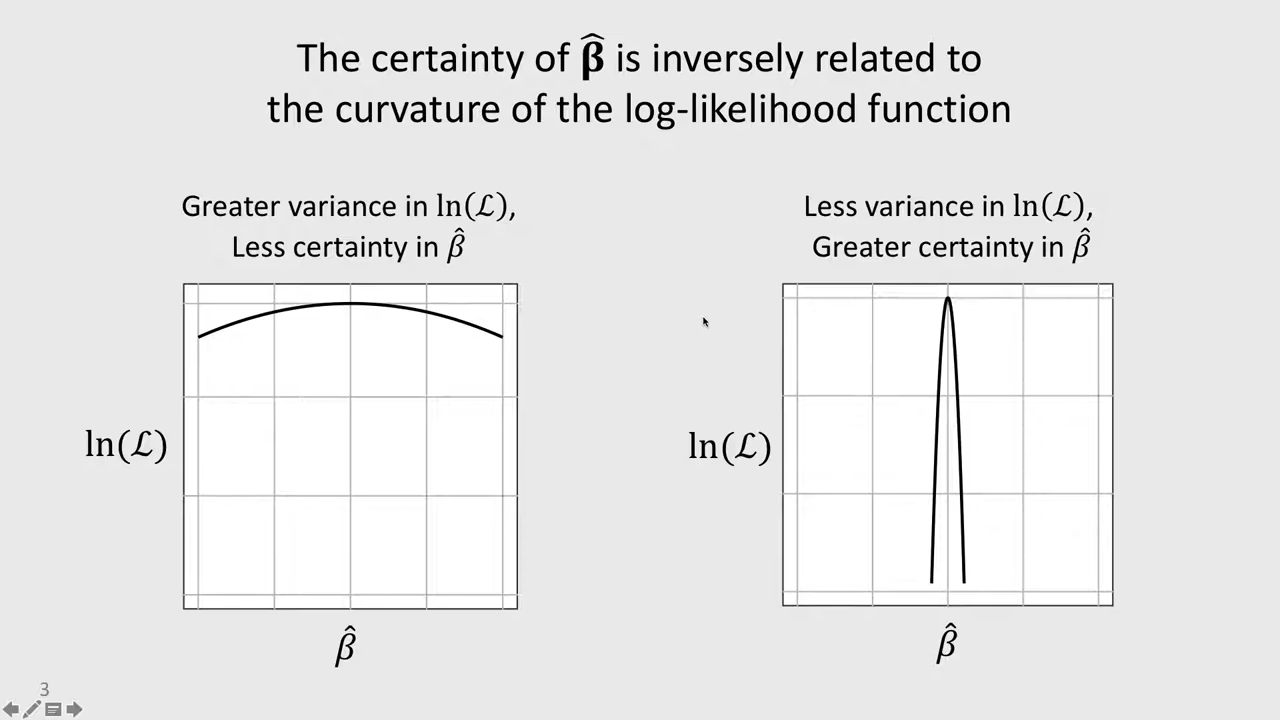 The certainty of 𝛃̂ is inversely related to
the curvature of the log-likelihood function
Greater variance in ln(ℒ),
Less certainty in 𝛽̂
Less variance in ln(ℒ),
Greater certainty in 𝛽̂
ln(ℒ)
𝛽̂
ln(ℒ)
𝛽̂
3